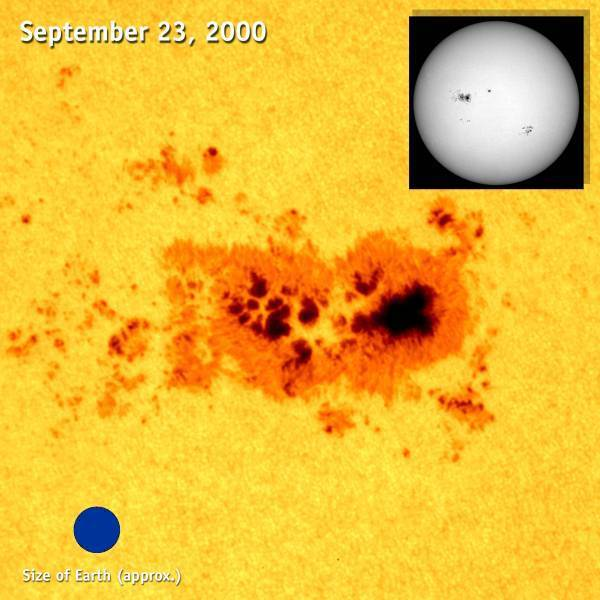 September 23, 2000
Size of Earth (approx.)